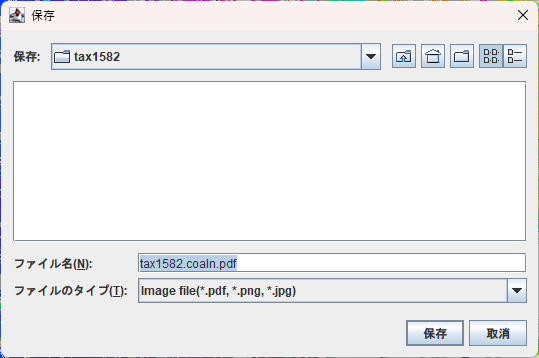 保存
保存: tax1582
ファイル名(N): tax1582.coaln.pdf
ファイルのタイプ(T): Image file(*.pdf, *.png, *.jpg)
保存 取消